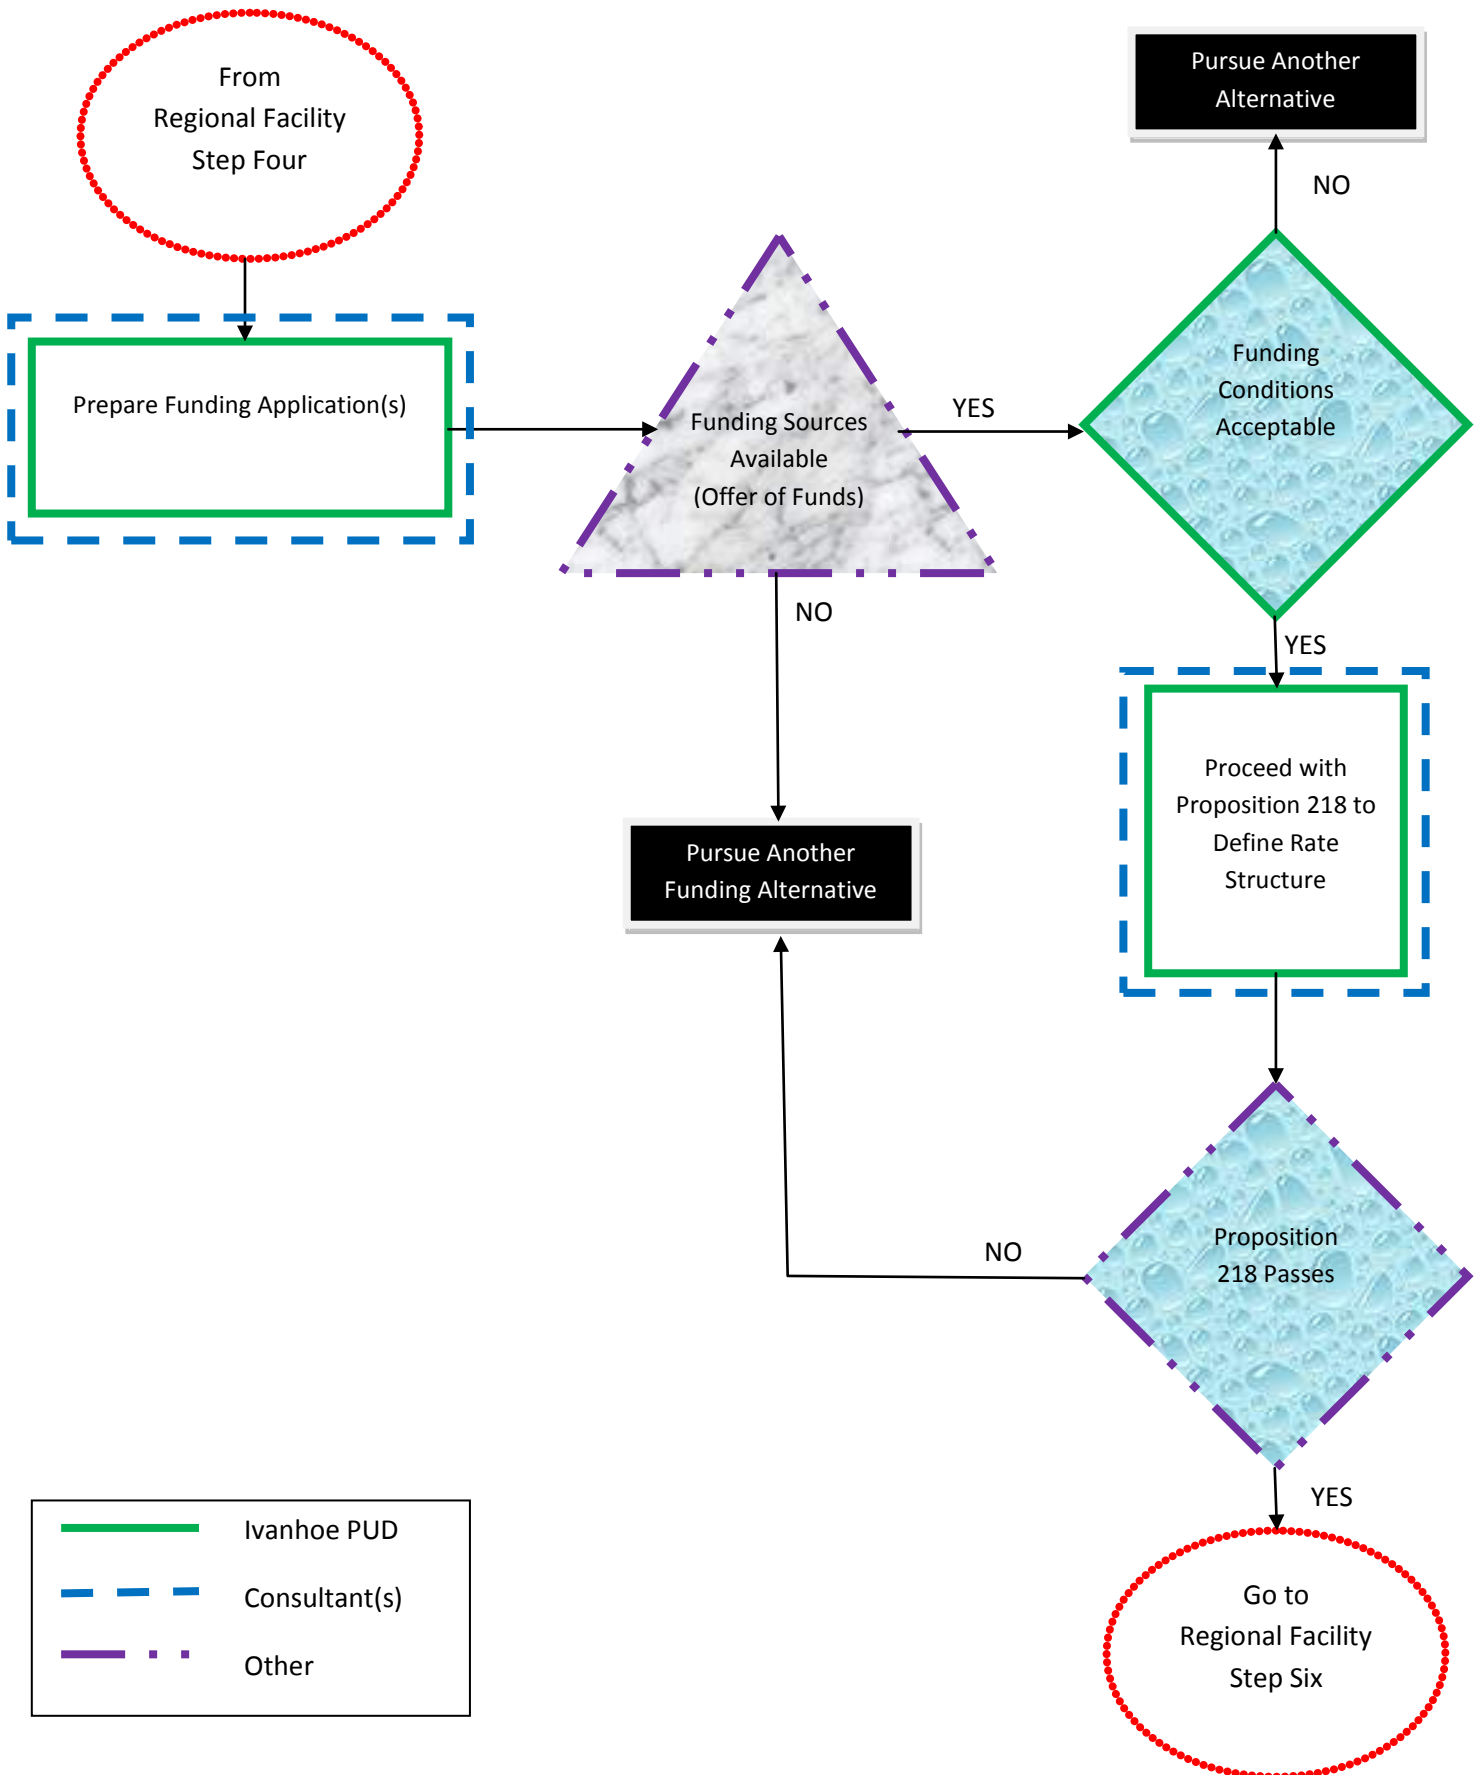 From
Regional Facility
Step Four
Pursue Another
Alternative
NO
Prepare Funding Application(s)
Funding Sources
Available
(Offer of Funds)
YES
Funding
Conditions
Acceptable
NO
YES
Proceed with
Proposition 218 to
Define Rate
Structure
Pursue Another
Funding Alternative
NO
Proposition
218 Passes
YES
Go to
Regional Facility
Step Six
Ivanhoe PUD
Consultant(s)
Other